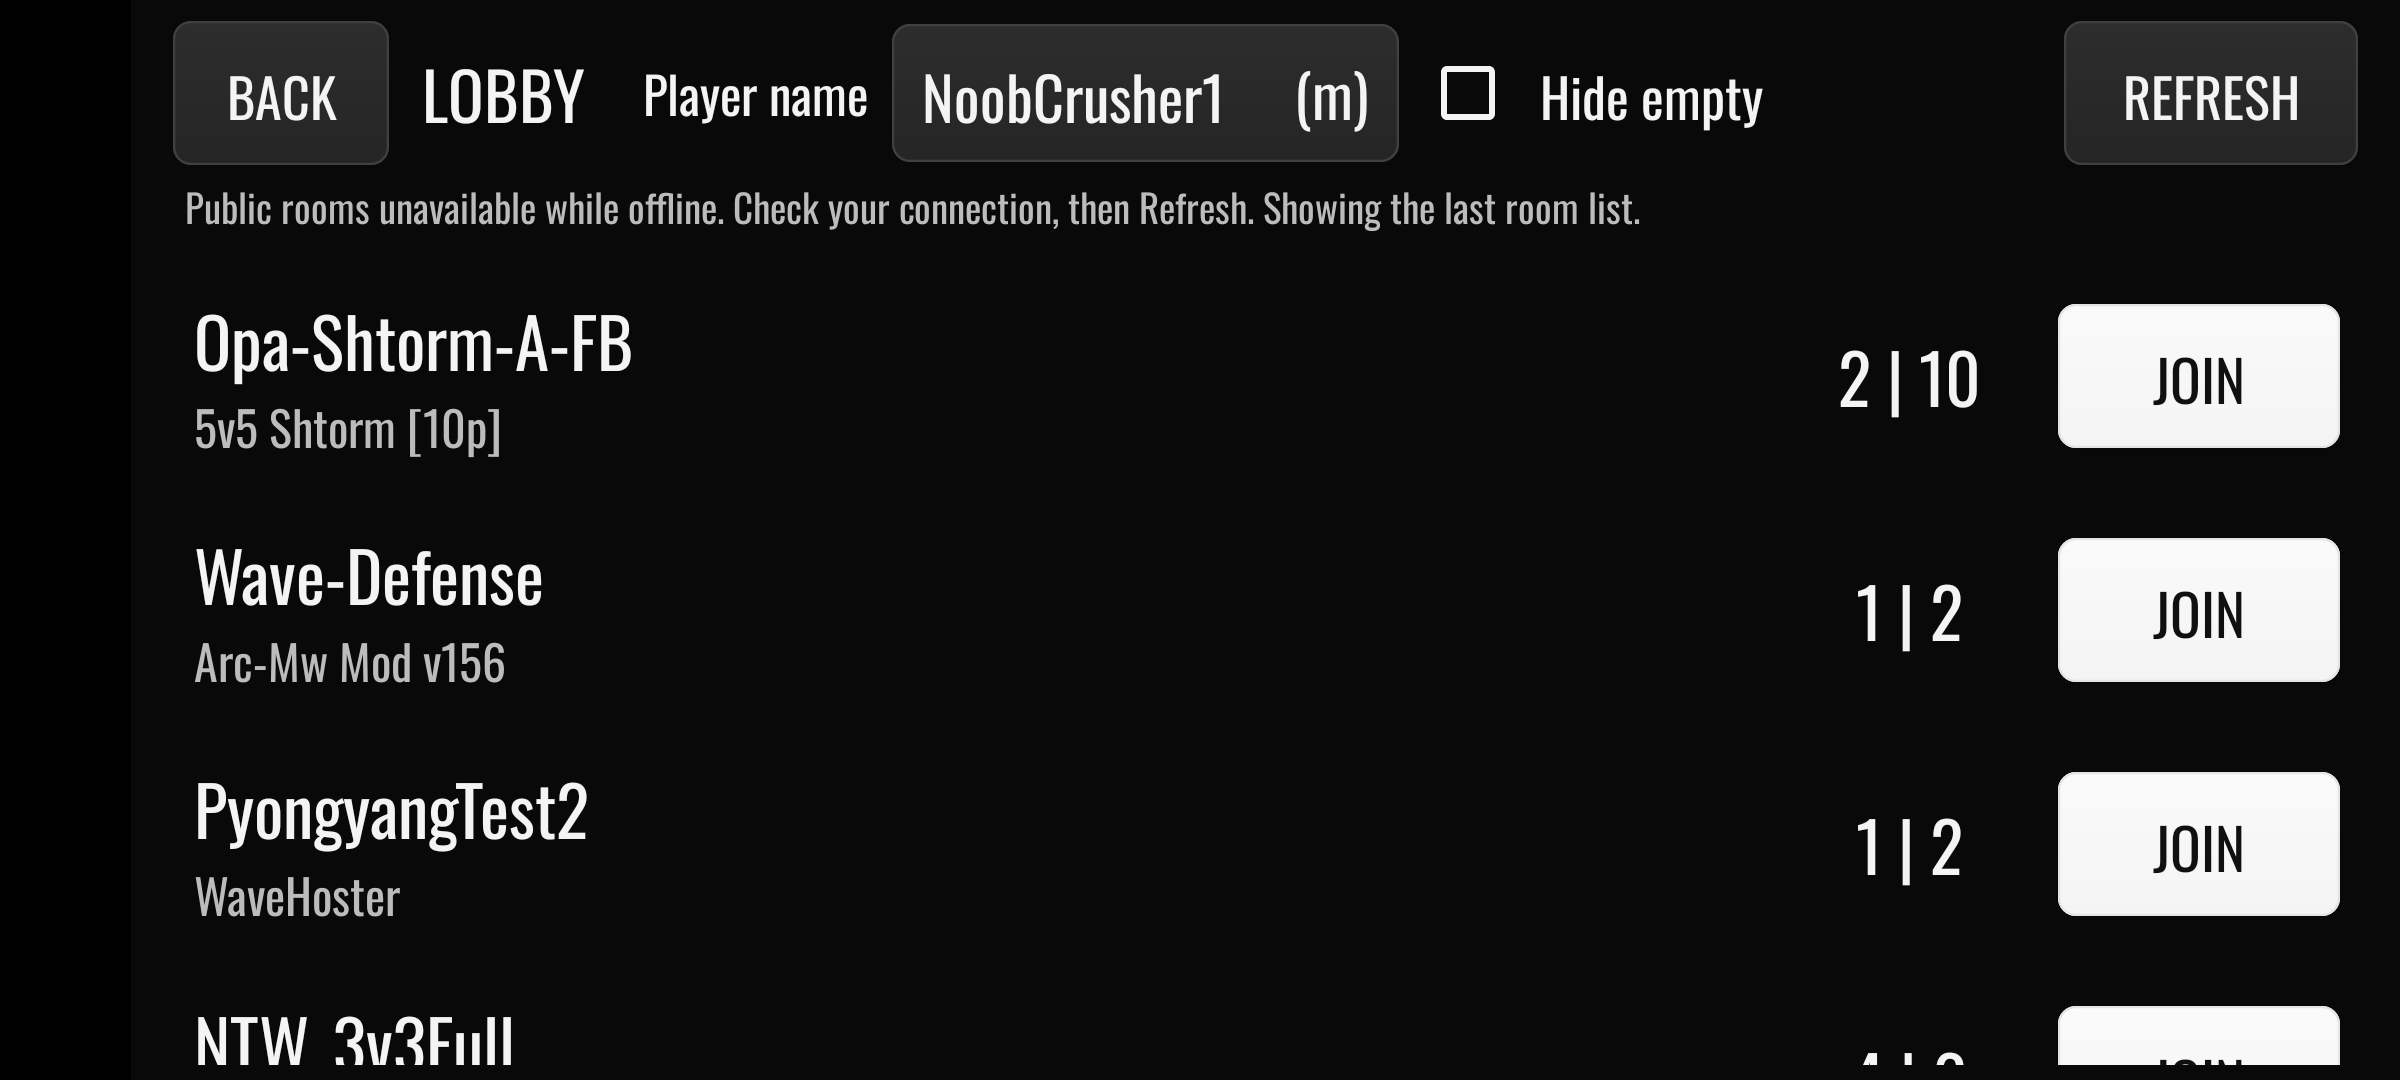 BACK LOBBY Player name NoobCrusher1 (m) Hide empty REFRESH
Public rooms unavailable while offline. Check your connection, then Refresh. Showing the last room list.
Opa-Shtorm-A-FB
5v5 Shtorm [10p]
2 | 10 JOIN
Wave-Defense
Arc-Mw Mod v156
1 | 2 JOIN
PyongyangTest2
WaveHoster
1 | 2 JOIN
NTW_3v3Full
JOIN